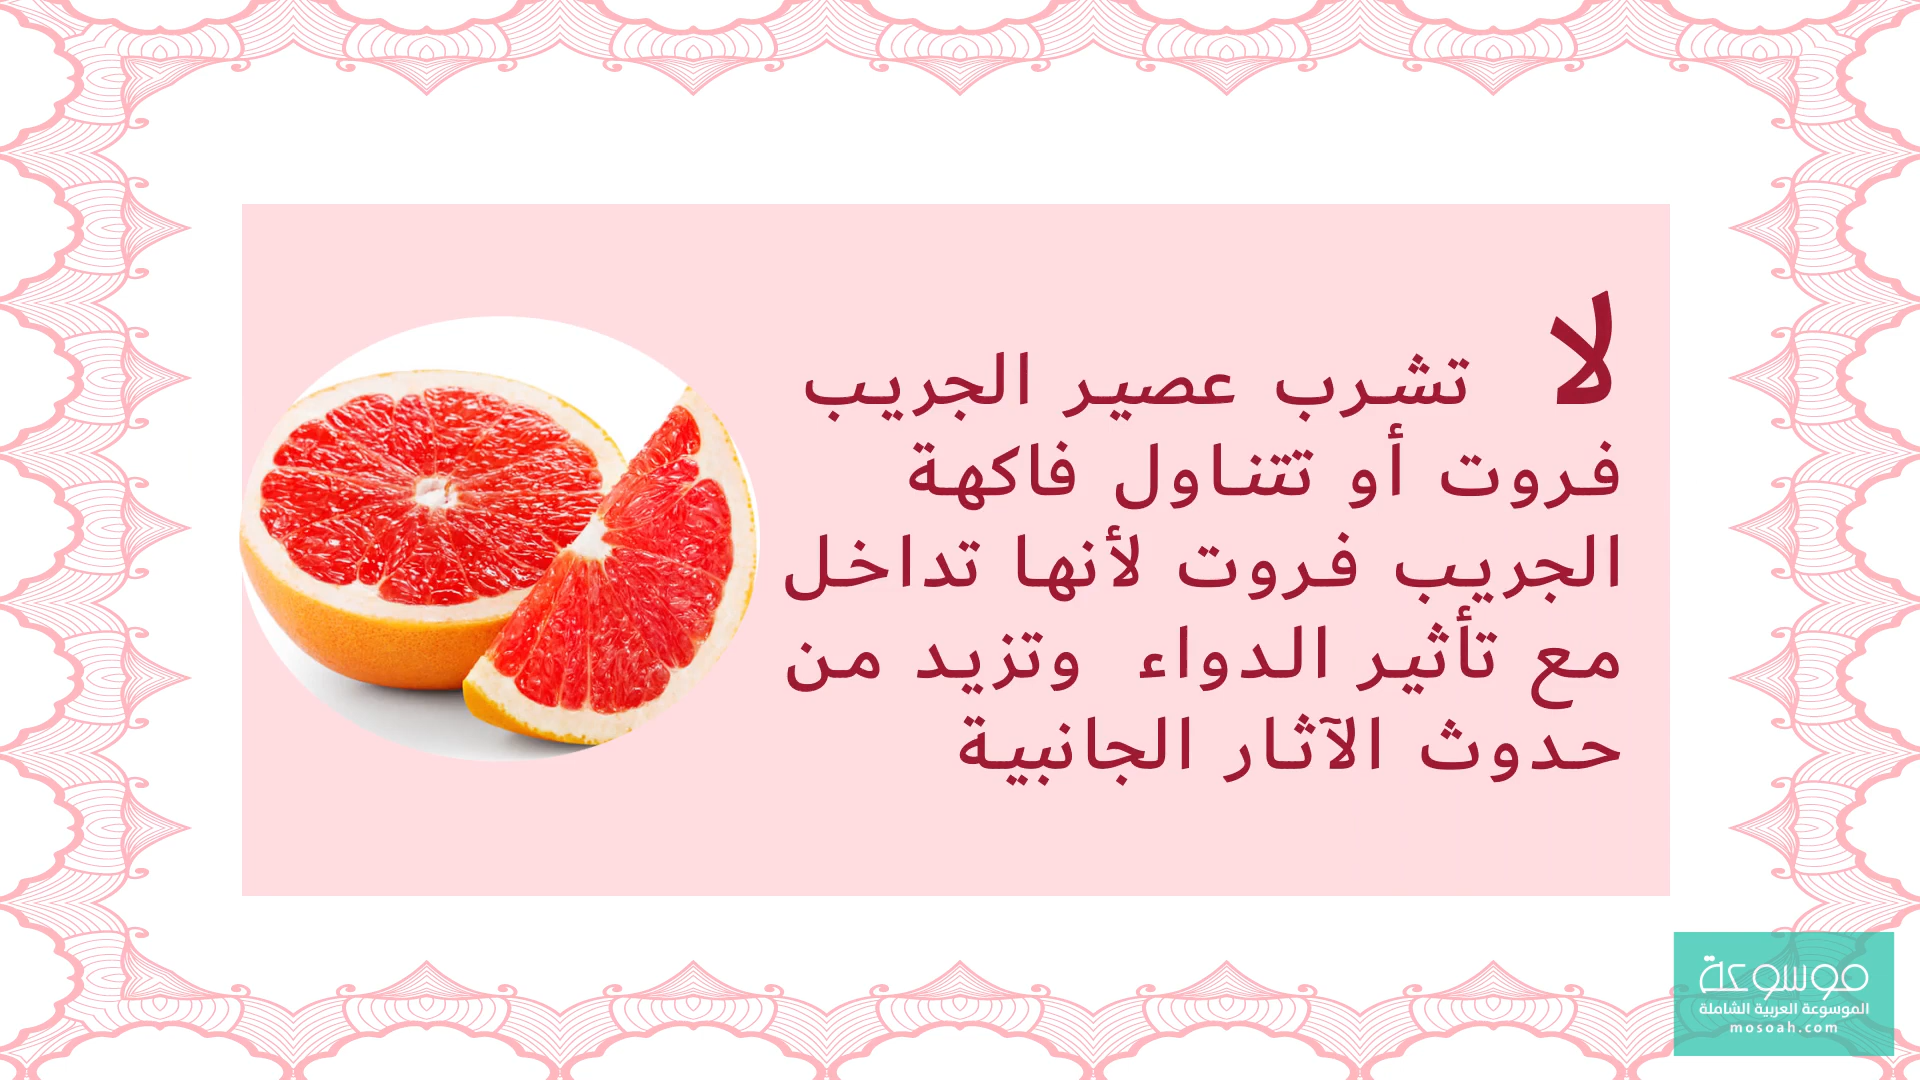 لا تشرب عصير الجريب
فروت أو تتناول فاكهة
الجريب فروت لأنها تداخل
مع تأثير الدواء وتزيد من
حدوث الآثار الجانبية
موسوعة
الموسوعة العربية الشاملة
mosoah.com